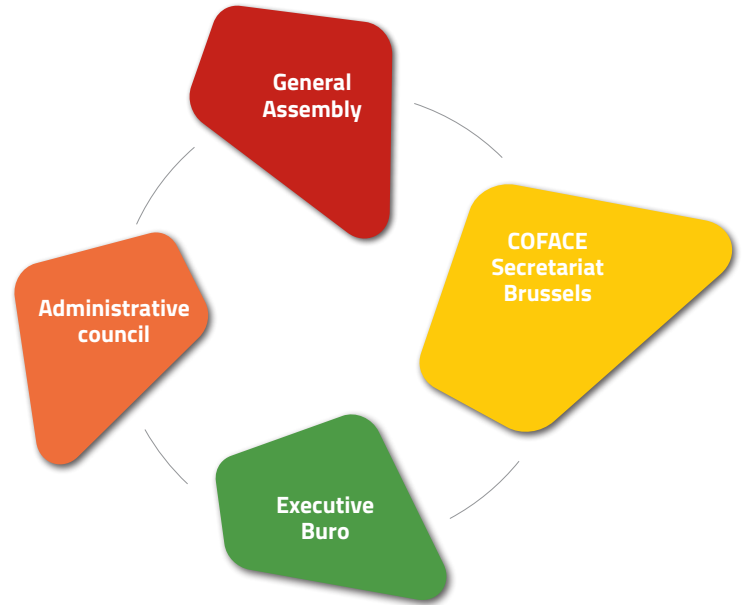 General
Assembly
COFACE
Secretariat
Brussels
Administrative
council
Executive
Buro